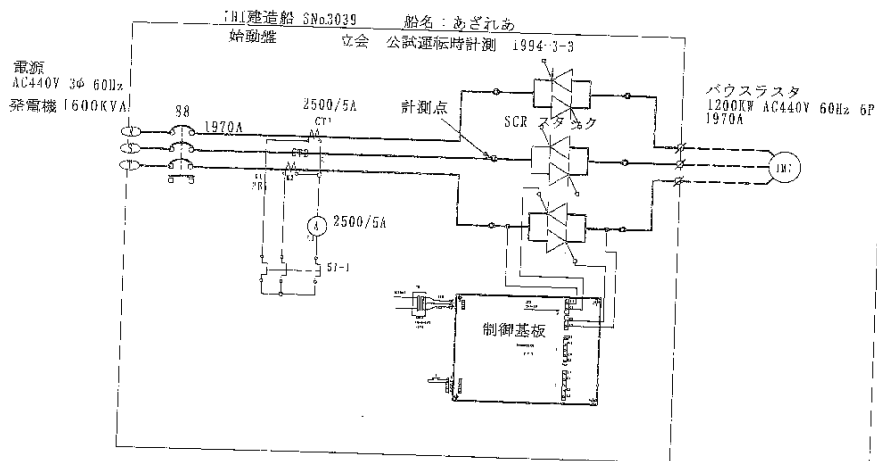 IHI建造船 SNo.3039 船名：あざれあ
始動盤 立会 公試運転時計測 1994-3-3
電源
AC440V 3φ 60Hz
発電機 1600KVA
88
1970A
2500/5A
CT1
CT2
計測点
SCR スタック
バウスラスタ
1200KW AC440V 60Hz 6P
1970A
IM
A
2500/5A
S1-1
制御基板